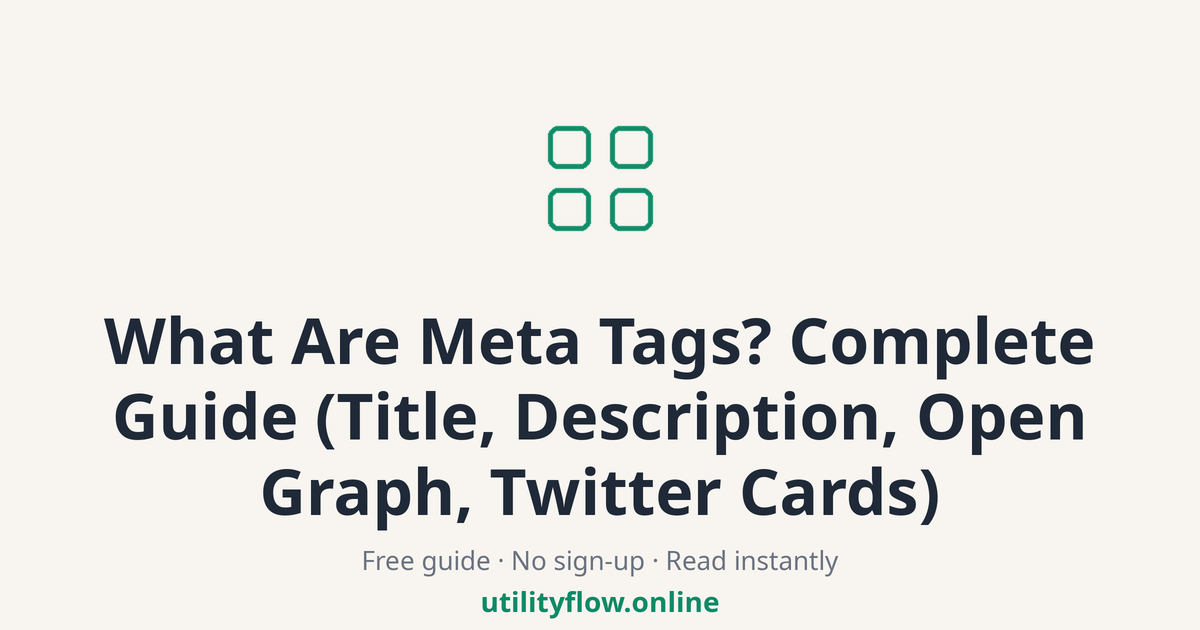 What Are Meta Tags? Complete
Guide (Title, Description, Open
Graph, Twitter Cards)
Free guide · No sign-up · Read instantly
utilityflow.online